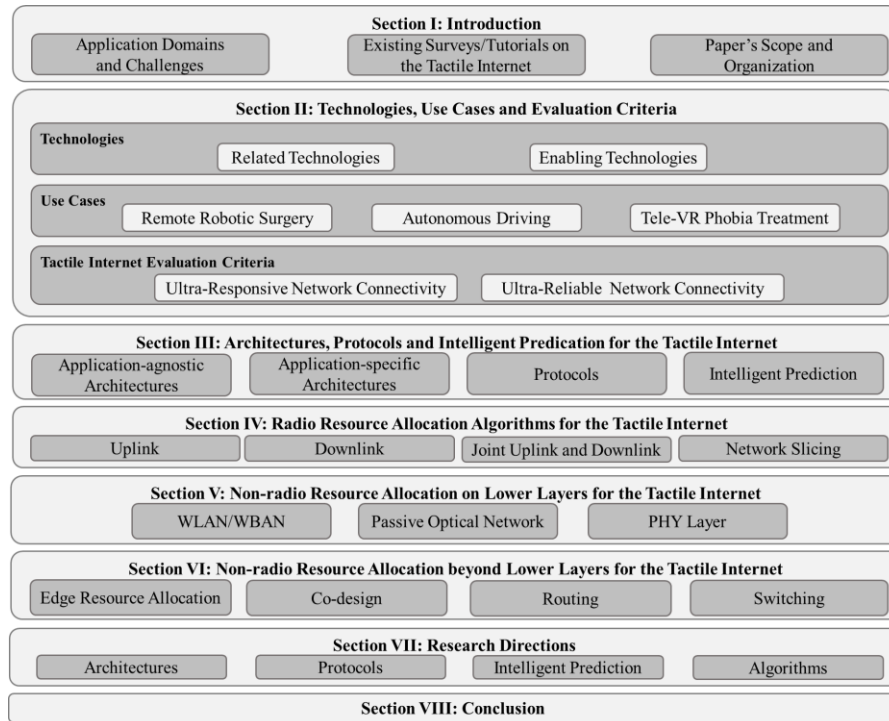 Section I: Introduction
Application Domains
and Challenges
Existing Surveys/Tutorials on
the Tactile Internet
Paper's Scope and
Organization
Section II: Technologies, Use Cases and Evaluation Criteria
Technologies
Related Technologies
Enabling Technologies
Use Cases
Remote Robotic Surgery
Autonomous Driving
Tele-VR Phobia Treatment
Tactile Internet Evaluation Criteria
Ultra-Responsive Network Connectivity
Ultra-Reliable Network Connectivity
Section III: Architectures, Protocols and Intelligent Predication for the Tactile Internet
Application-agnostic
Architectures
Application-specific
Architectures
Protocols
Intelligent Prediction
Section IV: Radio Resource Allocation Algorithms for the Tactile Internet
Uplink
Downlink
Joint Uplink and Downlink
Network Slicing
Section V: Non-radio Resource Allocation on Lower Layers for the Tactile Internet
WLAN/WBAN
Passive Optical Network
PHY Layer
Section VI: Non-radio Resource Allocation beyond Lower Layers for the Tactile Internet
Edge Resource Allocation
Co-design
Routing
Switching
Section VII: Research Directions
Architectures
Protocols
Intelligent Prediction
Algorithms
Section VIII: Conclusion